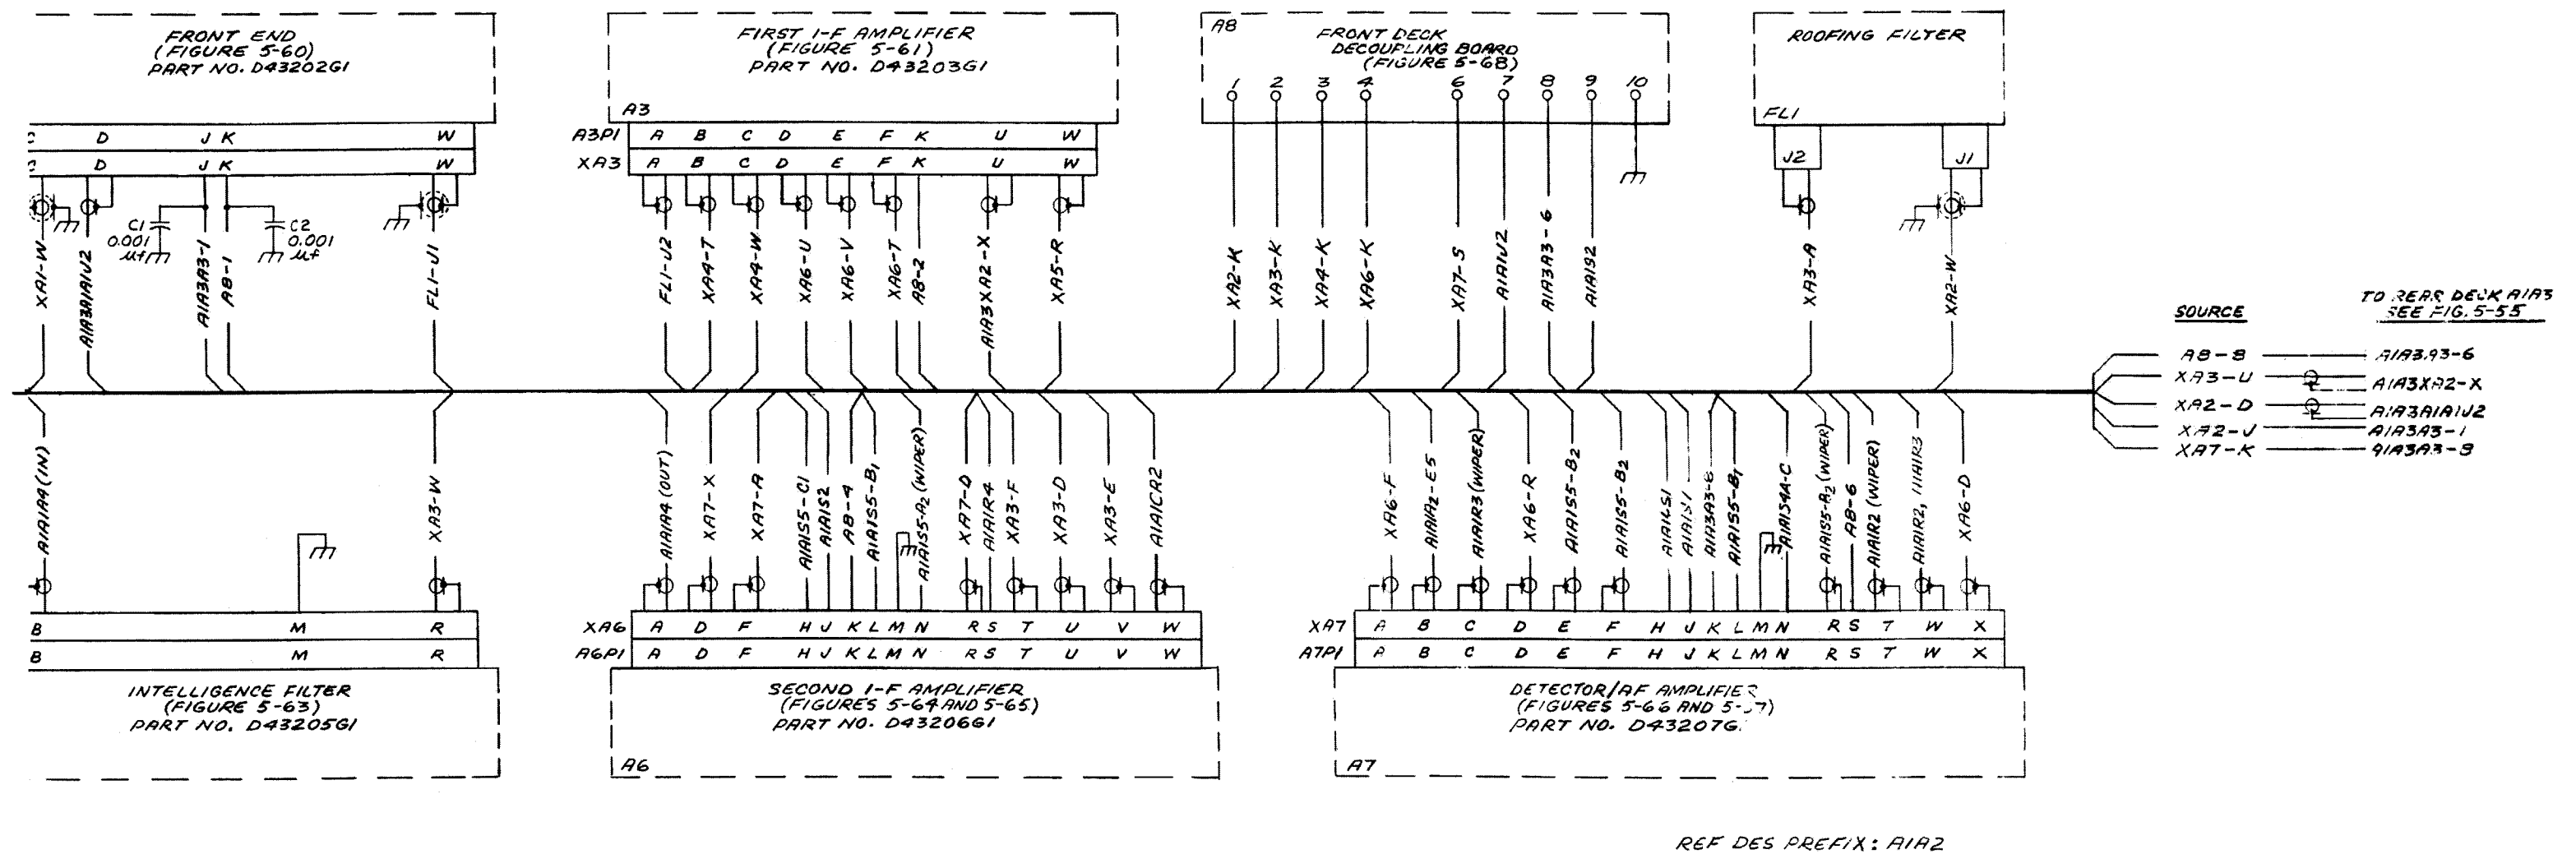 FRONT END
(FIGURE 5-60)
PART NO. D43202G1
C D J K W
C D J K W
C1
0.001
µf
C2
0.001
µf
XA1-W
A1A3A1A1J2
A1A3A3-1
A8-1
FL1-J1
FIRST I-F AMPLIFIER
(FIGURE 5-61)
PART NO. D43203G1
A3
A3P1 A B C D E F K U W
XA3 A B C D E F K U W
FL1-J2
XA4-T
XA4-W
XA6-U
XA6-V
XA6-T
A8-2
A1A3XA2-X
XA5-R
A8
FRONT DECK
DECOUPLING BOARD
(FIGURE 5-68)
1 2 3 4 6 7 8 9 10
XA2-K
XA3-K
XA4-K
XA6-K
XA7-S
A1A1J2
A1A3A3-6
A1A1S2
ROOFING FILTER
FL1
J2 J1
XA3-A
XA2-W
SOURCE
TO REAR DECK A1A3
SEE FIG. 5-55
A8-8 A1A3A3-6
XA3-U A1A3XA2-X
XA2-D A1A3A1A1J2
XA2-J A1A3A3-1
XA7-K A1A3A3-8
A1A1A4(IN)
XA3-W
B M R
B M R
INTELLIGENCE FILTER
(FIGURE 5-63)
PART NO. D43205G1
A1A1A4(OUT)
XA7-X
XA7-A
A1A1S5-C1
A1A1S2
A8-4
A1A1S5-B1
A1A1S5-A2(WIPER)
XA7-D
A1A1R4
XA3-F
XA3-D
XA3-E
A1A1CR2
XA6 A D F H J K L M N R S T U V W
A6P1 A D F H J K L M N R S T U V W
SECOND I-F AMPLIFIER
(FIGURES 5-64 AND 5-65)
PART NO. D43206G1
A6
XA6-F
A1A1A2-E5
A1A1R3(WIPER)
XA6-R
A1A1S5-B2
A1A1S5-B2
A1A1S1
A1A3A3-8
A1A1S5-B1
A1A1S4A-C
A1A1S5-A2(WIPER)
A8-6
A1A1R2(WIPER)
A1A1R2,
XA6-D
XA7 A B C D E F H J K L M N R S T W X
A7P1 A B C D E F H J K L M N R S T W X
DETECTOR/AF AMPLIFIER
(FIGURES 5-66 AND
PART NO.
A7
REF DES PREFIX: A1A2